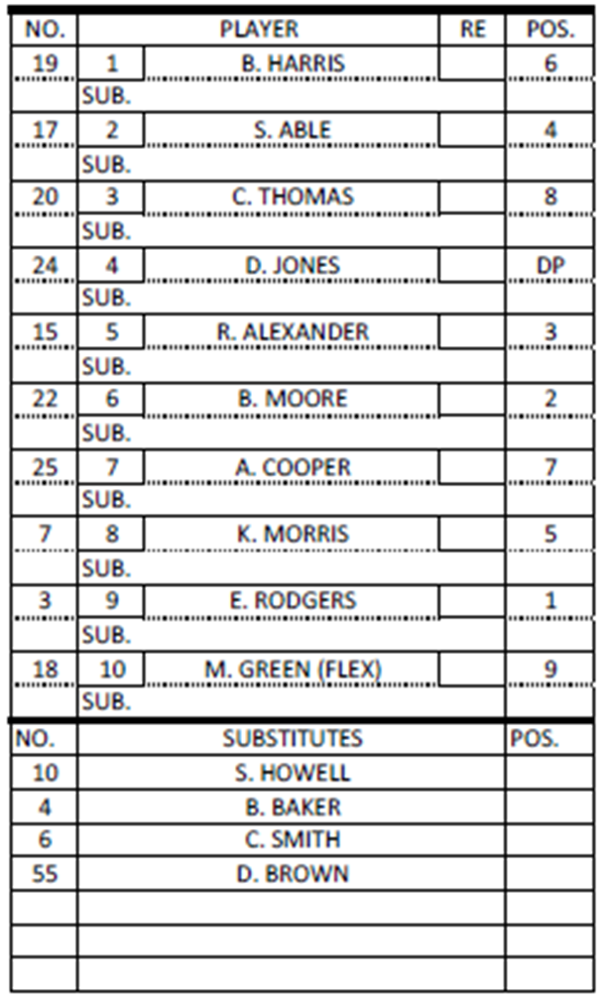 NO. PLAYER RE POS.
19 1 B. HARRIS 6
SUB.
17 2 S. ABLE 4
SUB.
20 3 C. THOMAS 8
SUB.
24 4 D. JONES DP
SUB.
15 5 R. ALEXANDER 3
SUB.
22 6 B. MOORE 2
SUB.
25 7 A. COOPER 7
SUB.
7 8 K. MORRIS 5
SUB.
3 9 E. RODGERS 1
SUB.
18 10 M. GREEN (FLEX) 9
SUB.
NO. SUBSTITUTES POS.
10 S. HOWELL
4 B. BAKER
6 C. SMITH
55 D. BROWN